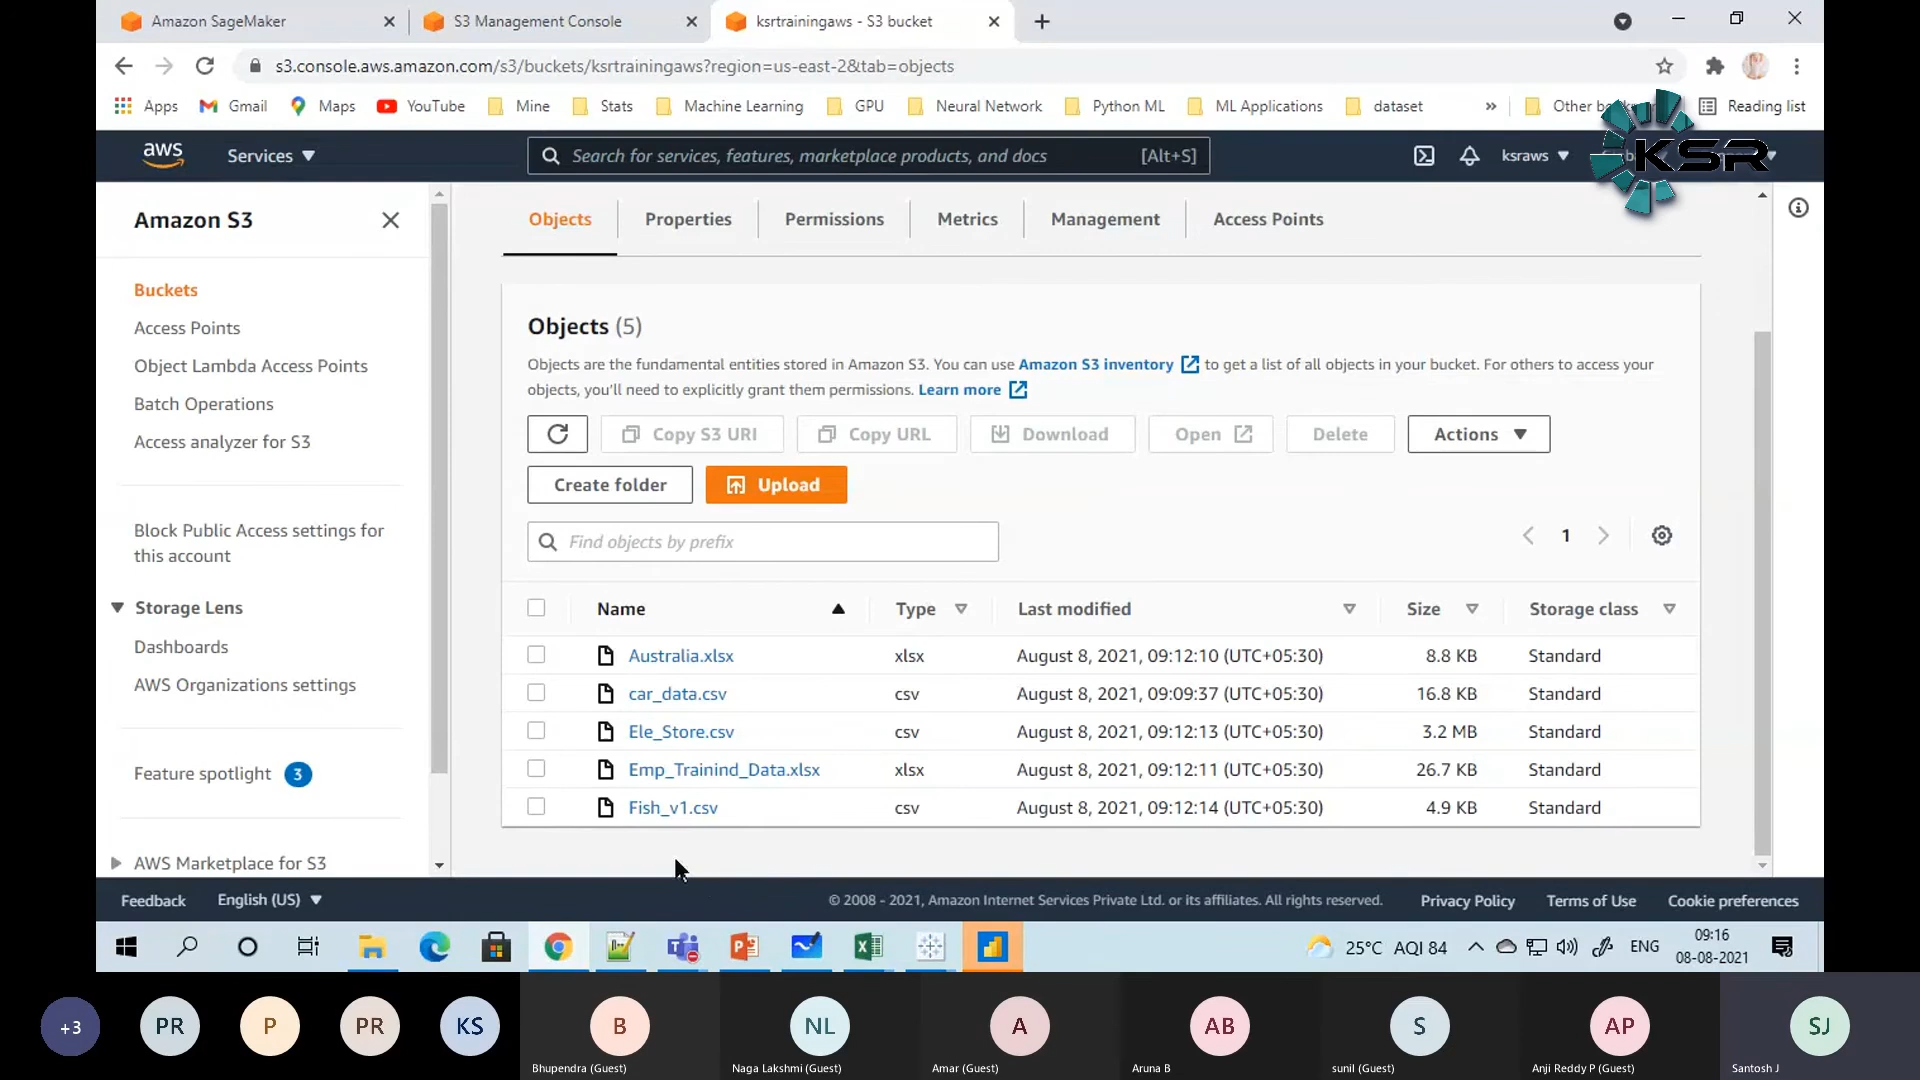 Amazon SageMaker
S3 Management Console
ksrtrainingaws - S3 bucket
s3.console.aws.amazon.com/s3/buckets/ksrtrainingaws?region=us-east-2&tab=objects
Apps Gmail Maps YouTube Mine Stats Machine Learning GPU Neural Network Python ML ML Applications dataset » Other Reading list
aws Services Search for services, features, marketplace products, and docs [Alt+S] ksraws
KSR
Amazon S3
Buckets
Access Points
Object Lambda Access Points
Batch Operations
Access analyzer for S3
Block Public Access settings for
this account
Storage Lens
Dashboards
AWS Organizations settings
Feature spotlight 3
AWS Marketplace for S3
Objects Properties Permissions Metrics Management Access Points
Objects (5)
Objects are the fundamental entities stored in Amazon S3. You can use Amazon S3 inventory to get a list of all objects in your bucket. For others to access your
objects, you'll need to explicitly grant them permissions. Learn more
Copy S3 URI Copy URL Download Open Delete Actions
Create folder Upload
Find objects by prefix
1
Name Type Last modified Size Storage class
Australia.xlsx xlsx August 8, 2021, 09:12:10 (UTC+05:30) 8.8 KB Standard
car_data.csv csv August 8, 2021, 09:09:37 (UTC+05:30) 16.8 KB Standard
Ele_Store.csv csv August 8, 2021, 09:12:13 (UTC+05:30) 3.2 MB Standard
Emp_Trainind_Data.xlsx xlsx August 8, 2021, 09:12:11 (UTC+05:30) 26.7 KB Standard
Fish_v1.csv csv August 8, 2021, 09:12:14 (UTC+05:30) 4.9 KB Standard
Feedback English (US) © 2008 - 2021, Amazon Internet Services Private Ltd. or its affiliates. All rights reserved. Privacy Policy Terms of Use Cookie preferences
25°C AQI 84 ENG
09:16
08-08-2021
+3 PR P PR KS B NL A AB S AP SJ
Bhupendra (Guest) Naga Lakshmi (Guest) Amar (Guest) Aruna B sunil (Guest) Anji Reddy P (Guest) Santosh J